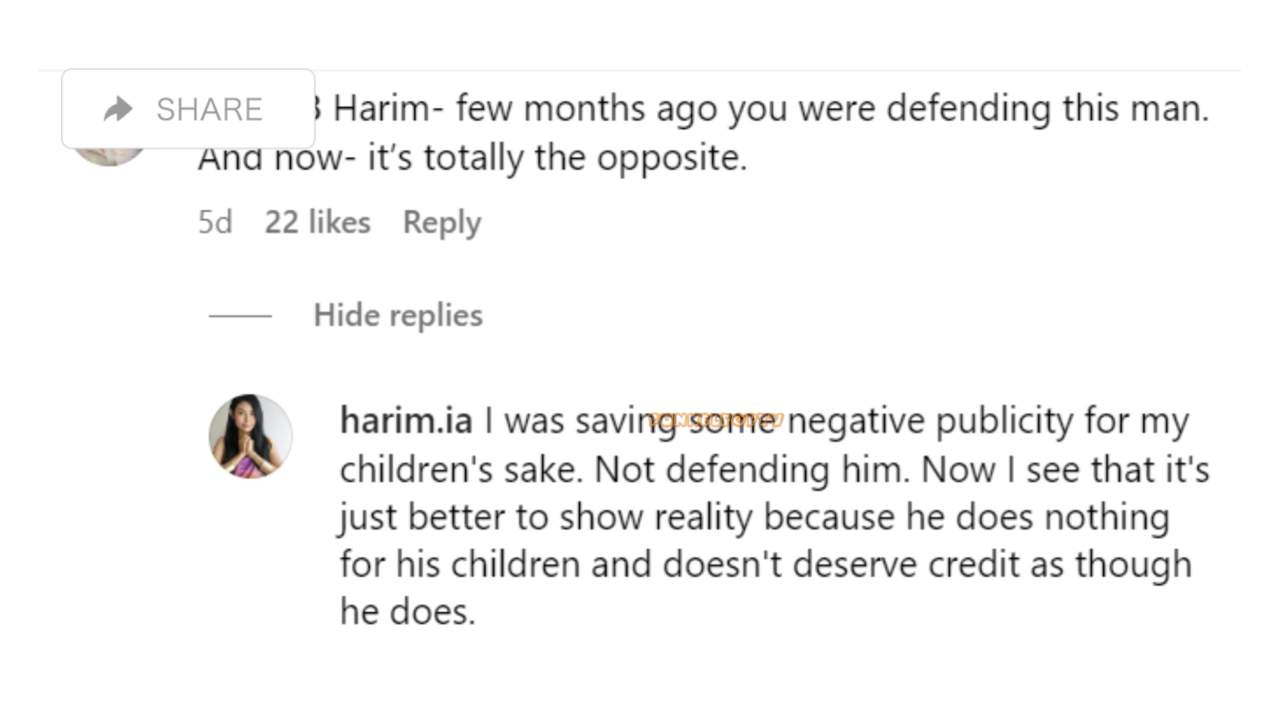 SHARE
Harim- few months ago you were defending this man.
And now- it’s totally the opposite.
5d 22 likes Reply
Hide replies
harim.ia I was saving some negative publicity for my
children's sake. Not defending him. Now I see that it's
just better to show reality because he does nothing
for his children and doesn't deserve credit as though
he does.